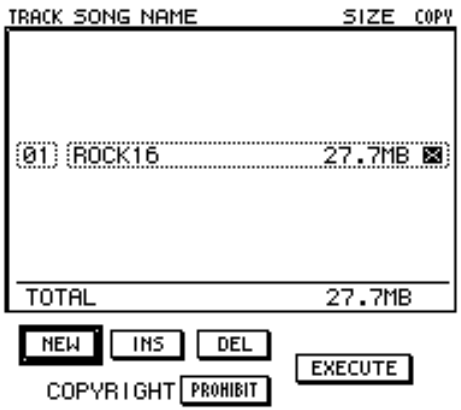 TRACK SONG NAME SIZE COPY
01 ROCK16 27.7MB
TOTAL 27.7MB
NEW INS DEL
EXECUTE
COPYRIGHT PROHIBIT